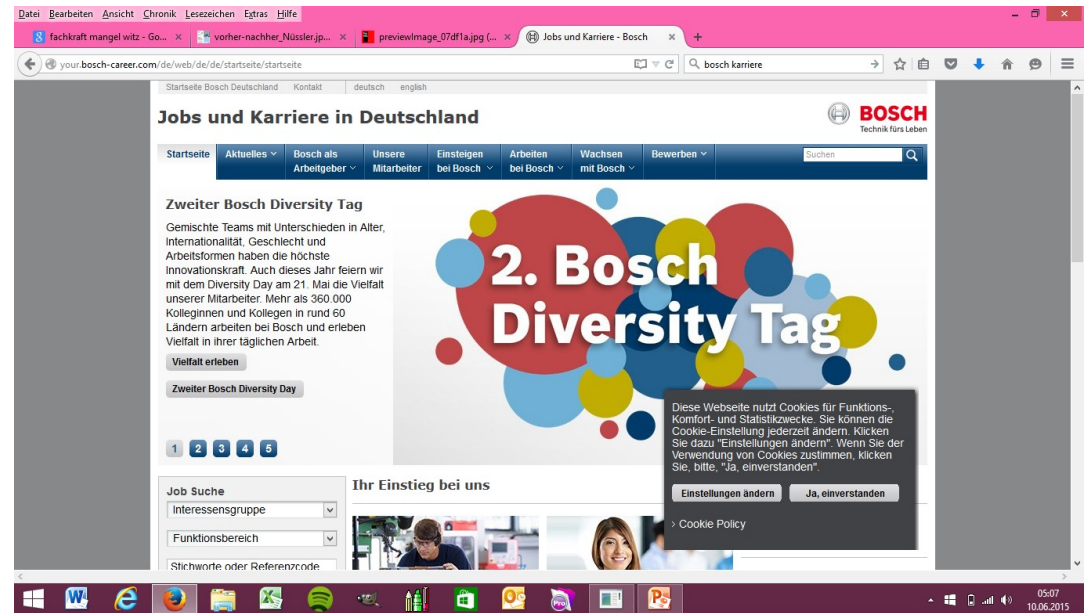 Datei Bearbeiten Ansicht Chronik Lesezeichen Extras Hilfe
fachkraft mangel witz - Go...
vorher-nachher_Nüssler.jp...
previewImage_07df1a.jpg (...
Jobs und Karriere - Bosch
your.bosch-career.com/de/web/de/de/startseite/startseite
bosch karriere
Startseite Bosch Deutschland Kontakt deutsch english
Jobs und Karriere in Deutschland
BOSCH
Technik fürs Leben
Startseite
Aktuelles
Bosch als
Arbeitgeber
Unsere
Mitarbeiter
Einsteigen
bei Bosch
Arbeiten
bei Bosch
Wachsen
mit Bosch
Bewerben
Suchen
Zweiter Bosch Diversity Tag
Gemischte Teams mit Unterschieden in Alter,
Internationalität, Geschlecht und
Arbeitsformen haben die höchste
Innovationskraft. Auch dieses Jahr feiern wir
mit dem Diversity Day am 21. Mai die Vielfalt
unserer Mitarbeiter. Mehr als 360.000
Kolleginnen und Kollegen in rund 60
Ländern arbeiten bei Bosch und erleben
Vielfalt in ihrer täglichen Arbeit.
Vielfalt erleben
Zweiter Bosch Diversity Day
1 2 3 4 5
2. Bosch
Diversity Tag
Diese Webseite nutzt Cookies für Funktions-,
Komfort- und Statistikzwecke. Sie können die
Cookie-Einstellung jederzeit ändern. Klicken
Sie dazu "Einstellungen ändern". Wenn Sie der
Verwendung von Cookies zustimmen, klicken
Sie, bitte, "Ja, einverstanden".
Einstellungen ändern
Ja, einverstanden
› Cookie Policy
Job Suche
Interessensgruppe
Funktionsbereich
Stichworte oder Referenzcode
Ihr Einstieg bei uns
05:07
10.06.2015